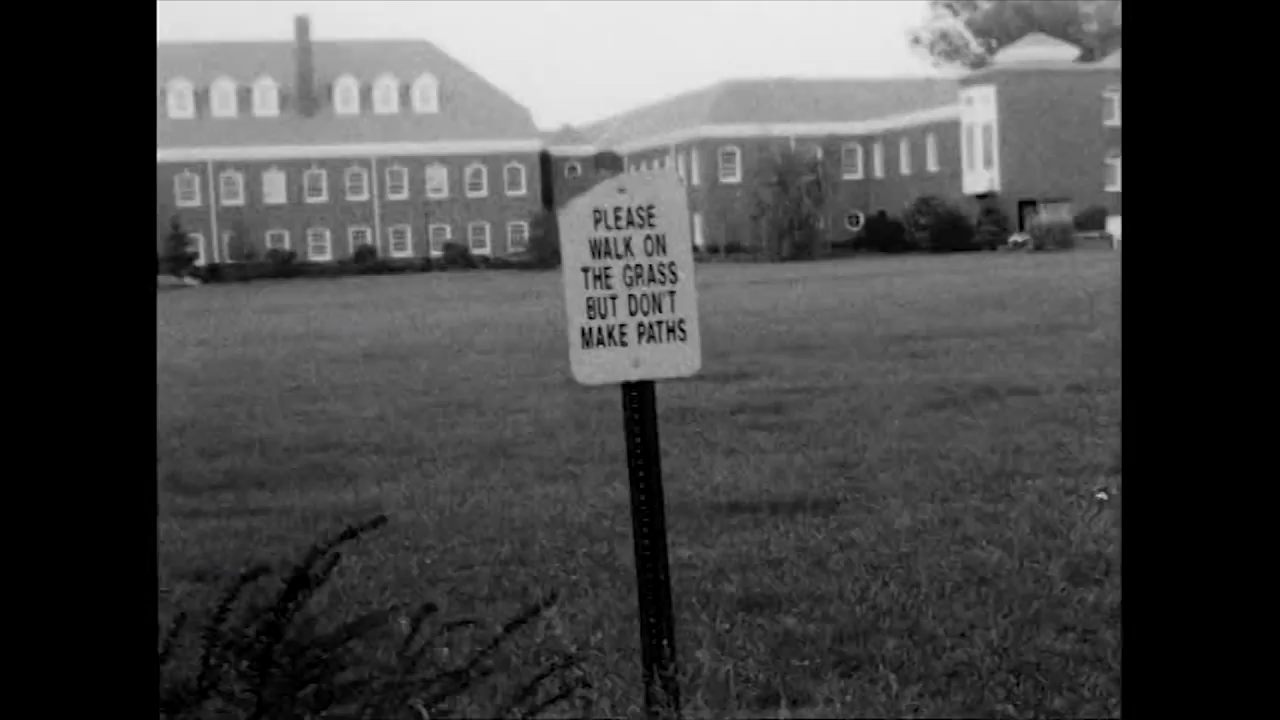 PLEASE
WALK ON
THE GRASS
BUT DON'T
MAKE PATHS